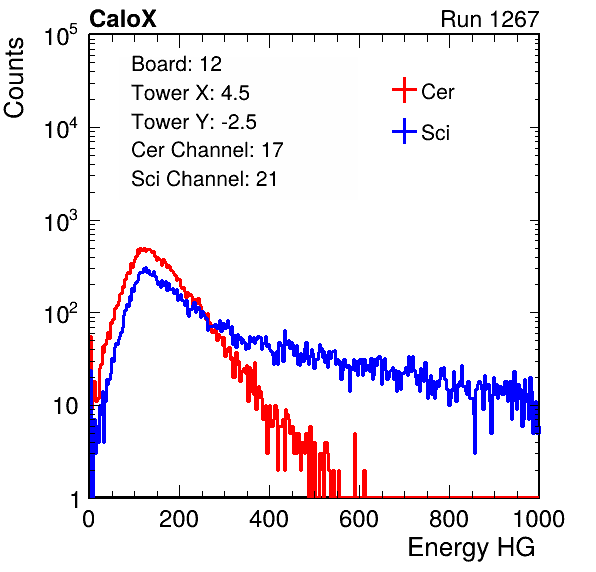 CaloX Run 1267
Counts
10^5
10^4
10^3
10^2
10
1
Board: 12
Tower X: 4.5
Tower Y: -2.5
Cer Channel: 17
Sci Channel: 21
Cer
Sci
0 200 400 600 800 1000
Energy HG